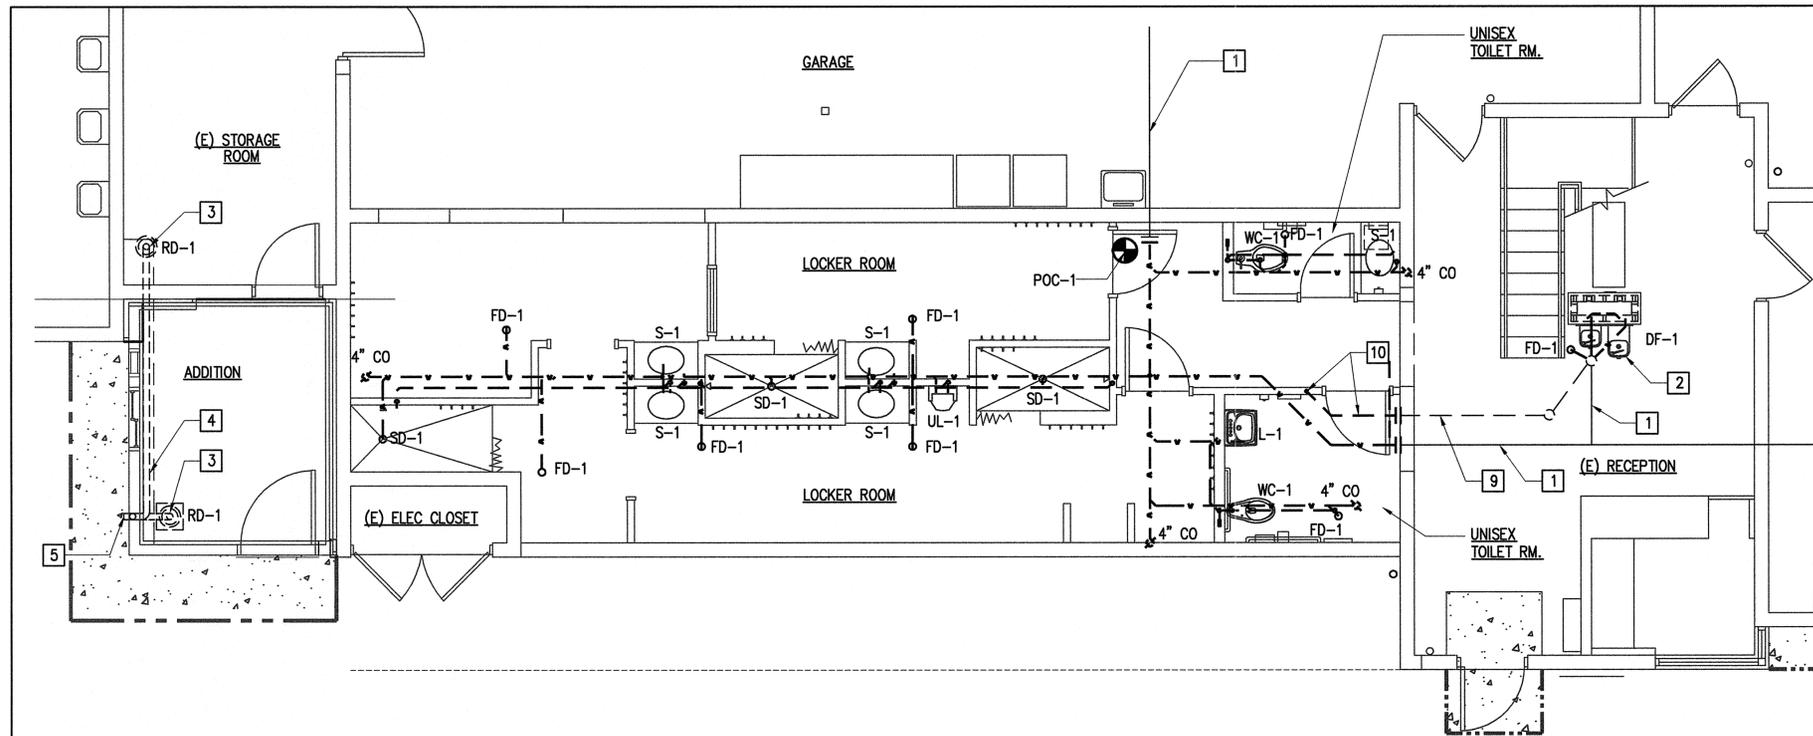 UNISEX
TOILET RM.
GARAGE
1
(E) STORAGE
ROOM
3
RD-1
LOCKER ROOM
WC-1
FD-1
S-1
POC-1
4" CO
FD-1
FD-1
S-1
S-1
DF-1
FD-1
4" CO
10
ADDITION
2
SD-1
SD-1
UL-1
4
S-1
S-1
1
L-1
SD-1
FD-1
FD-1
3
FD-1
(E) RECEPTION
9
1
LOCKER ROOM
WC-1
4" CO
RD-1
(E) ELEC CLOSET
FD-1
4" CO
5
UNISEX
TOILET RM.